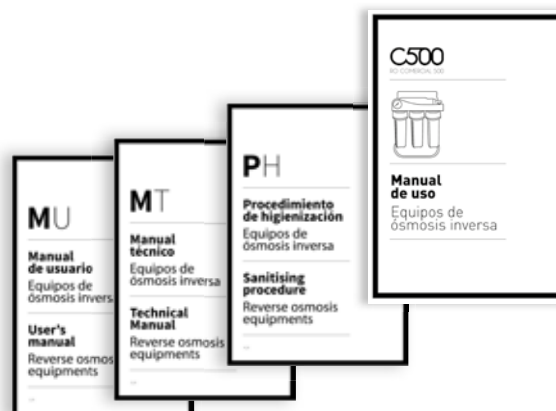 MU
Manual
de usuario
Equipos de
ósmosis invers
User's
manual
Reverse osmos
equipments
MT
Manual
técnico
Equipos de
ósmosis inversa
Technical
Manual
Reverse osmosis
equipments
PH
Procedimiento
de higienización
Equipos de
ósmosis inversa
Sanitising
procedure
Reverse osmosis
equipments
C500
RO COMERCIAL 500
Manual
de uso
Equipos de
ósmosis inversa